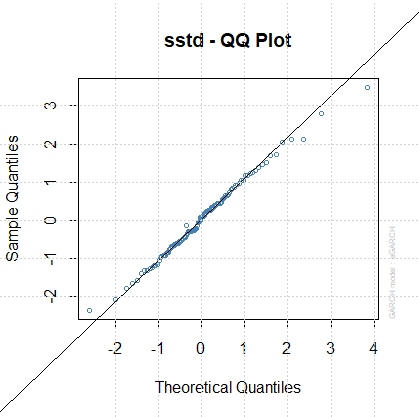 sstd - QQ Plot
Sample Quantiles
3
2
1
0
-1
-2
GARCH model : eGARCH
-2 -1 0 1 2 3 4
Theoretical Quantiles